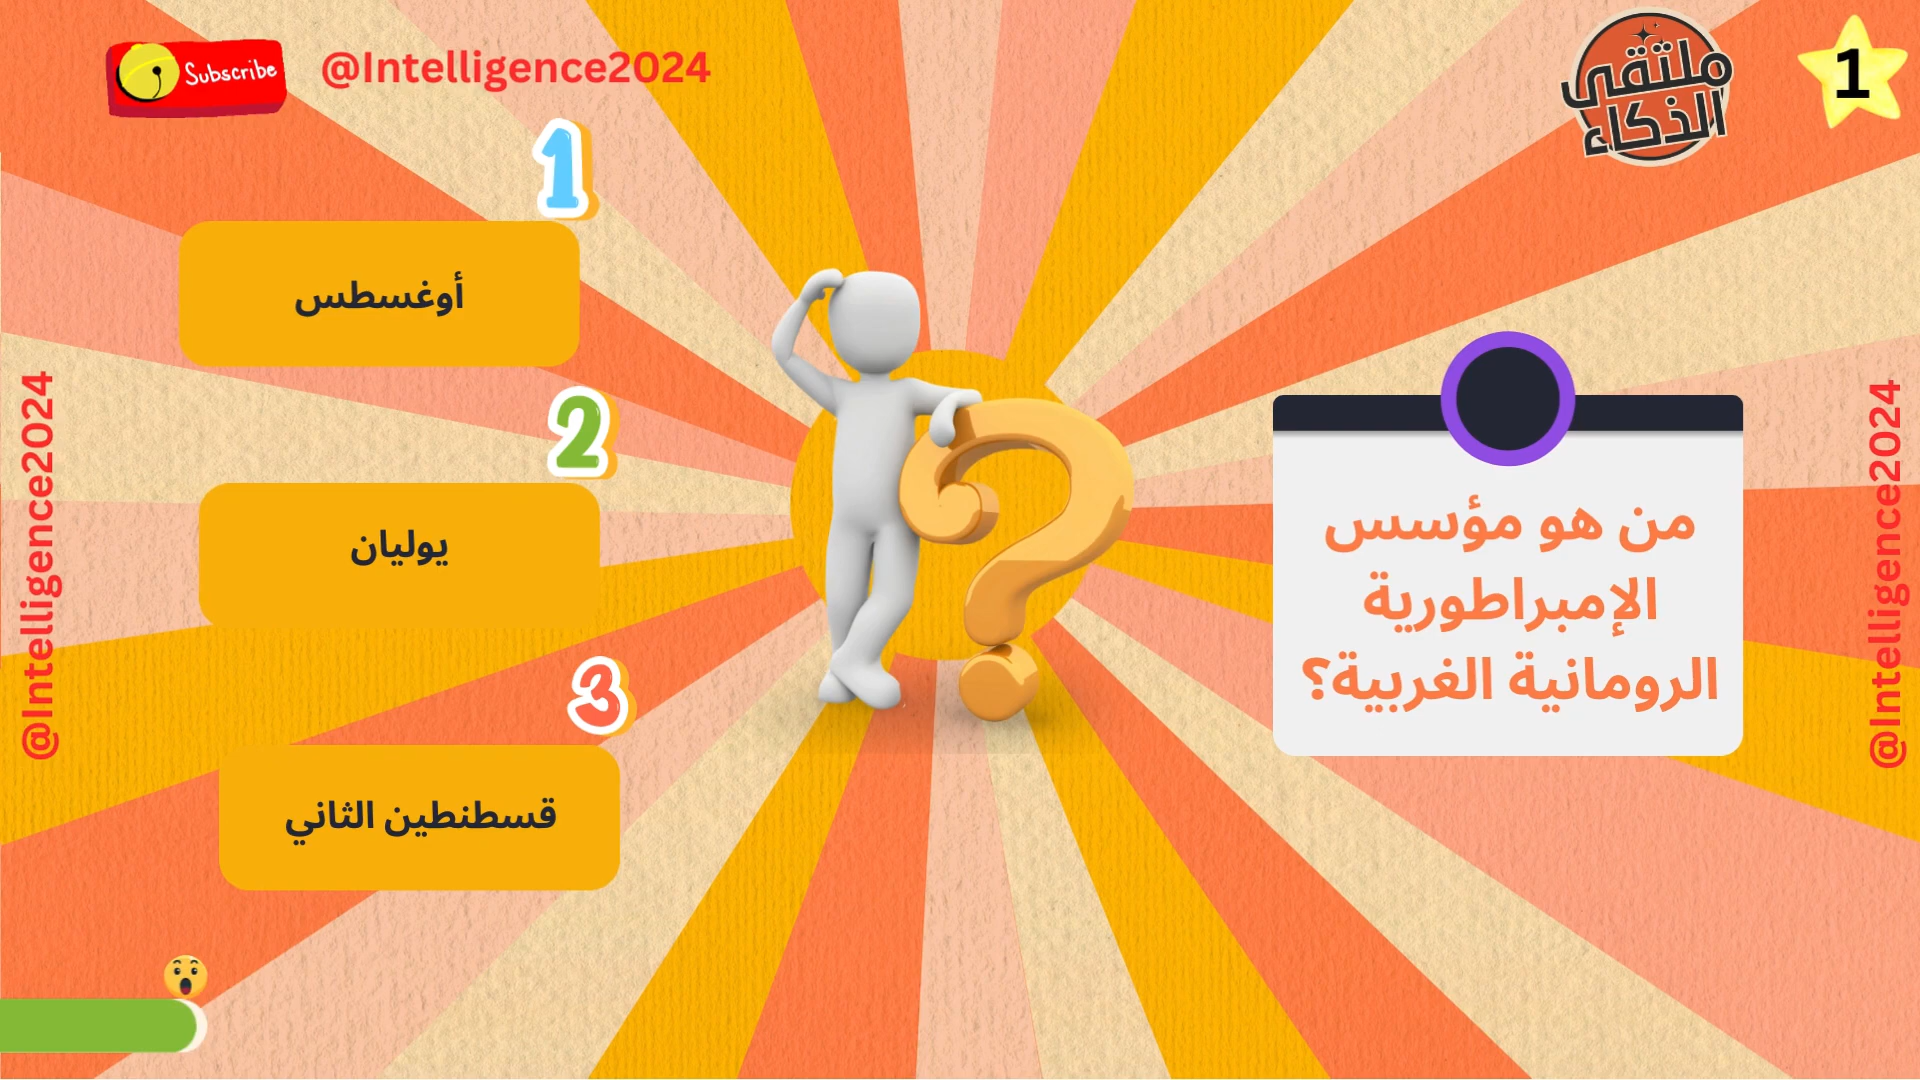 Subscribe
@Intelligence2024
ملتقى
الذكاء
1
1
أوغسطس
2
يوليان
3
قسطنطين الثاني
من هو مؤسس
الإمبراطورية
الرومانية الغربية؟
@Intelligence2024
@Intelligence2024